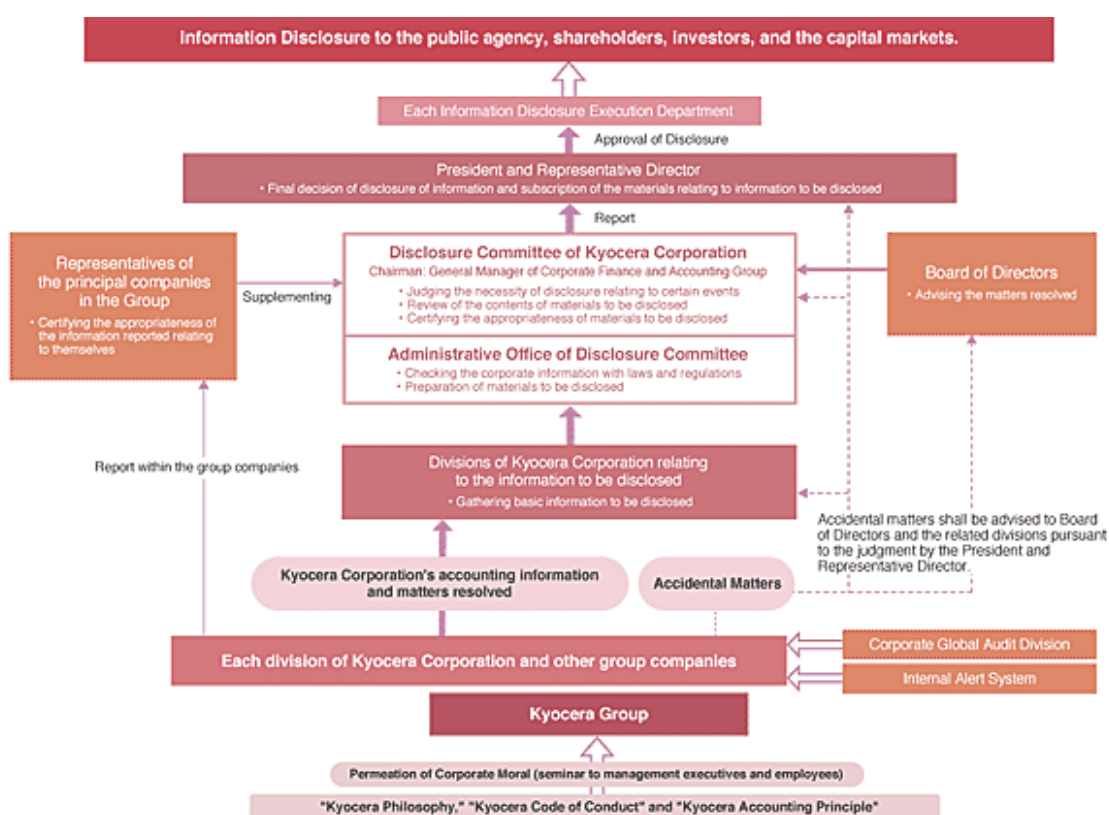 Information Disclosure to the public agency, shareholders, investors, and the capital markets.
Each Information Disclosure Execution Department
Approval of Disclosure
President and Representative Director
• Final decision of disclosure of information and subscription of the materials relating to information to be disclosed
Report
Representatives of
the principal companies
in the Group
• Certifying the appropriateness of
the information reported relating
to themselves
Supplementing
Disclosure Committee of Kyocera Corporation
Chairman: General Manager of Corporate Finance and Accounting Group
• Judging the necessity of disclosure relating to certain events
• Review of the contents of materials to be disclosed
• Certifying the appropriateness of materials to be disclosed
Board of Directors
• Advising the matters resolved
Administrative Office of Disclosure Committee
• Checking the corporate information with laws and regulations
• Preparation of materials to be disclosed
Report within the group companies
Divisions of Kyocera Corporation relating
to the information to be disclosed
• Gathering basic information to be disclosed
Accidental matters shall be advised to Board
of Directors and the related divisions pursuant
to the judgment by the President and
Representative Director.
Kyocera Corporation's accounting information
and matters resolved
Accidental Matters
Each division of Kyocera Corporation and other group companies
Corporate Global Audit Division
Internal Alert System
Kyocera Group
Permeation of Corporate Moral (seminar to management executives and employees)
"Kyocera Philosophy," "Kyocera Code of Conduct" and "Kyocera Accounting Principle"